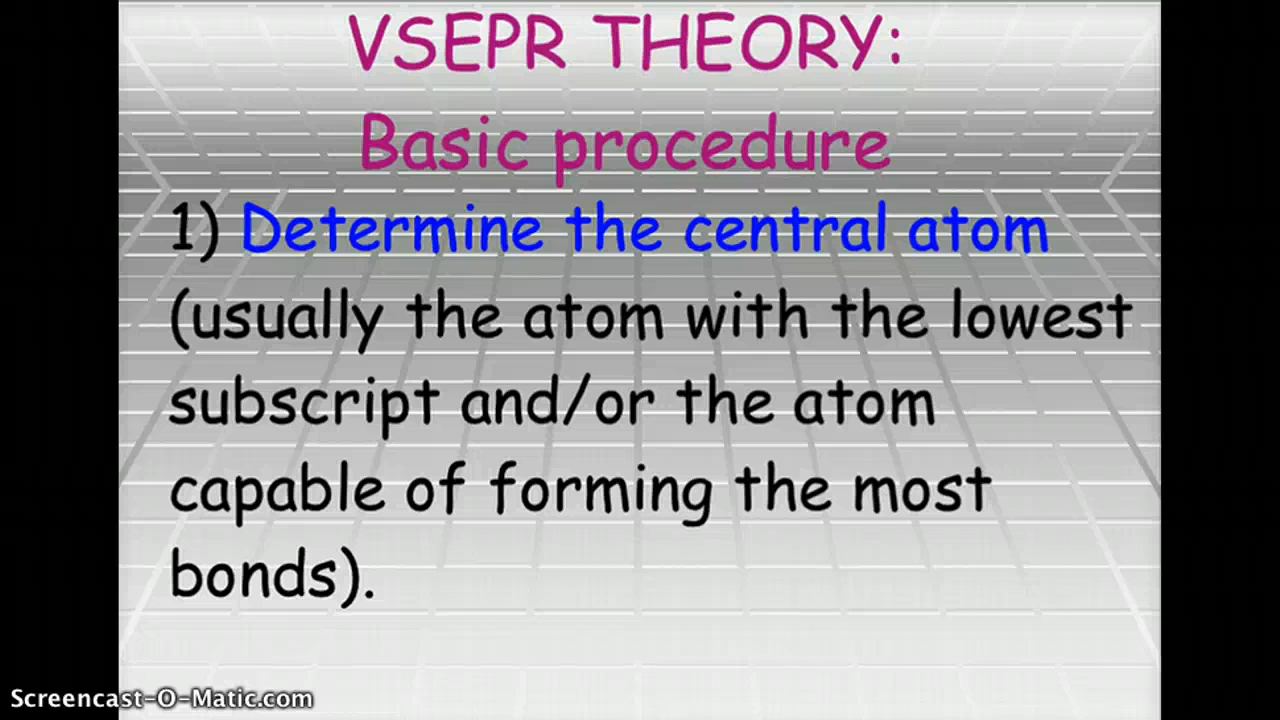 VSEPR THEORY:
Basic procedure
1) Determine the central atom
(usually the atom with the lowest
subscript and/or the atom
capable of forming the most
bonds).
Screencast-O-Matic.com